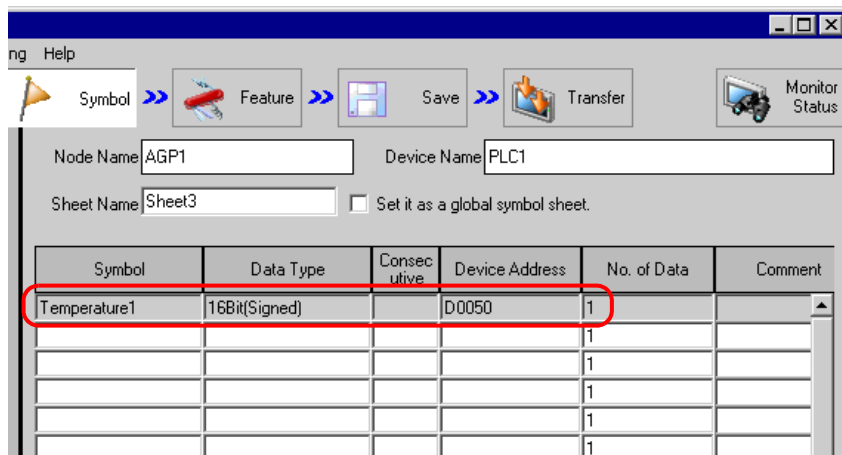 ng Help
Symbol Feature Save Transfer Monitor Status
Node Name AGP1 Device Name PLC1
Sheet Name Sheet3 Set it as a global symbol sheet.
Symbol Data Type Consecutive Device Address No. of Data Comment
Temperature1 16Bit(Signed) D0050 1
1
1
1
1
1